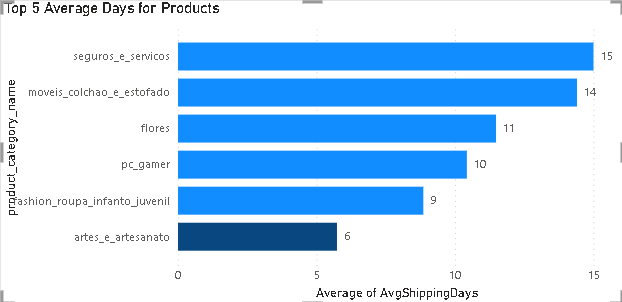 Top 5 Average Days for Products
product_category_name
seguros_e_servicos 15
moveis_colchao_e_estofado 14
flores 11
pc_gamer 10
fashion_roupa_infanto_juvenil 9
artes_e_artesanato 6
0 5 10 15
Average of AvgShippingDays